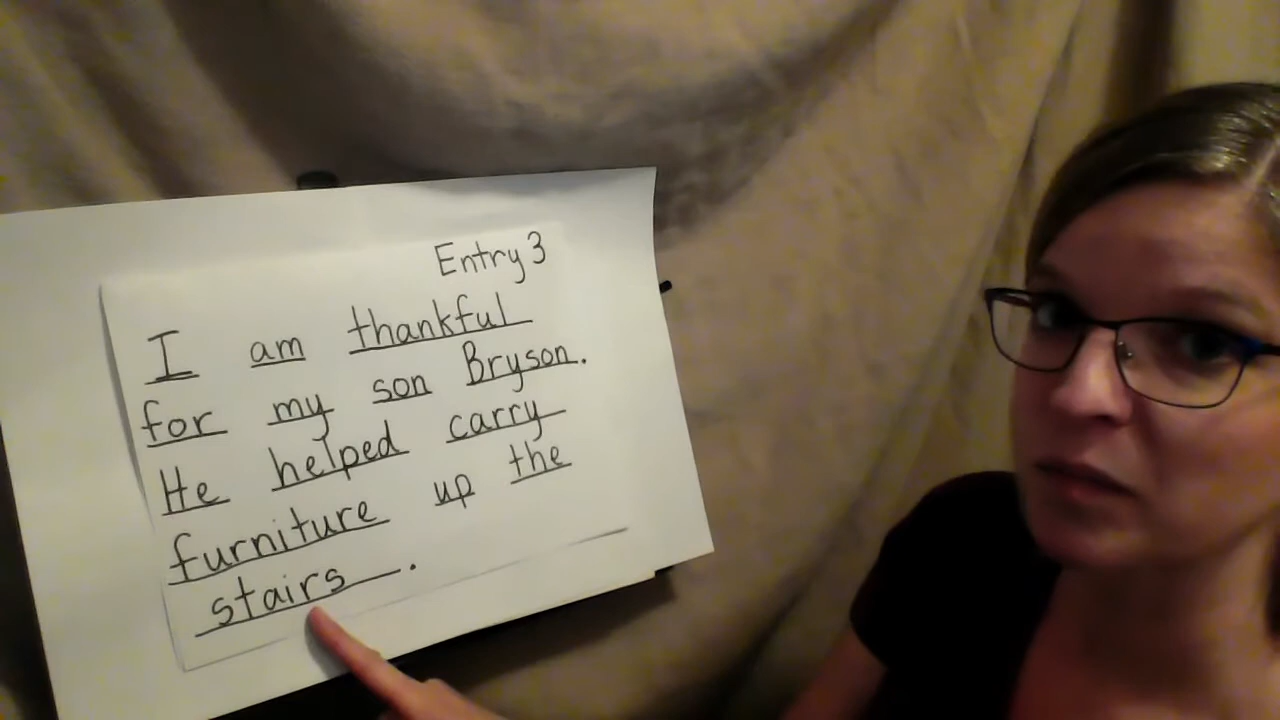 Entry 3
I am thankful
for my son Bryson.
He helped carry
furniture up the
stairs.